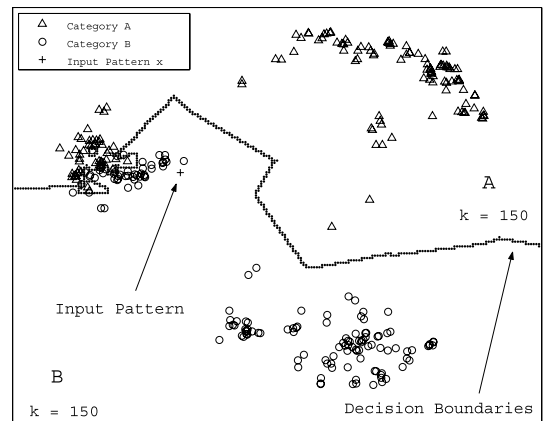 Category A
Category B
Input Pattern x
A
k = 150
Input Pattern
B
k = 150
Decision Boundaries